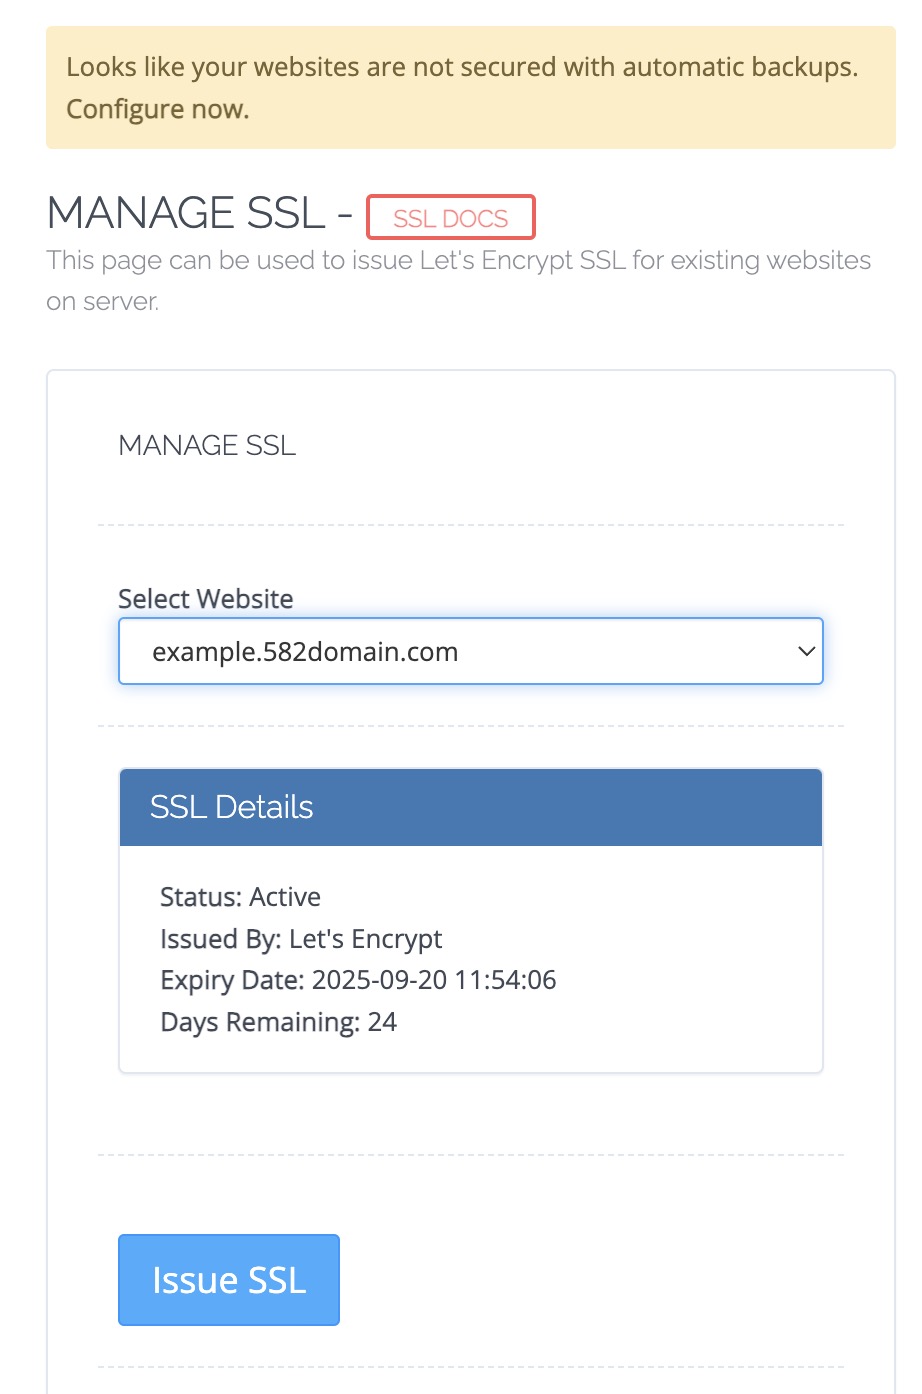 Looks like your websites are not secured with automatic backups.
Configure now.
MANAGE SSL - SSL DOCS
This page can be used to issue Let's Encrypt SSL for existing websites
on server.
MANAGE SSL
Select Website
example.582domain.com
SSL Details
Status: Active
Issued By: Let's Encrypt
Expiry Date: 2025-09-20 11:54:06
Days Remaining: 24
Issue SSL